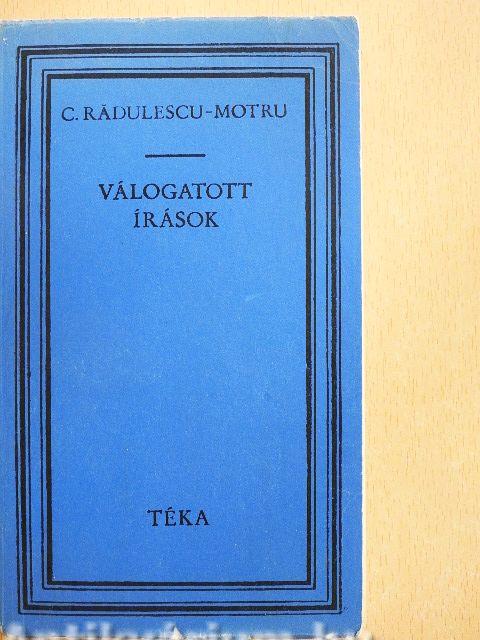 C. RĂDULESCU-MOTRU
VÁLOGATOTT
ÍRÁSOK
TÉKA